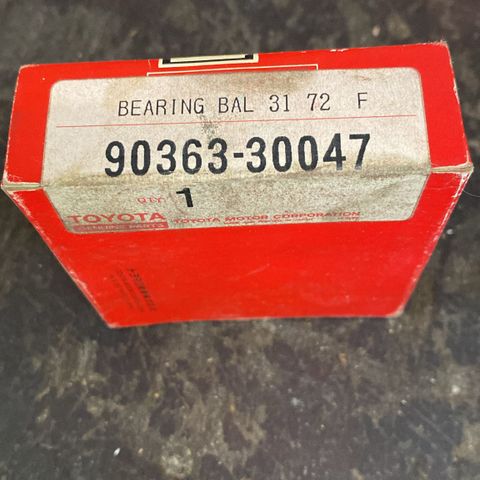 BEARING BAL 31 72 F
90363-30047
QTY 1
TOYOTA TOYOTA MOTOR CORPORATION
GENUINE PARTS